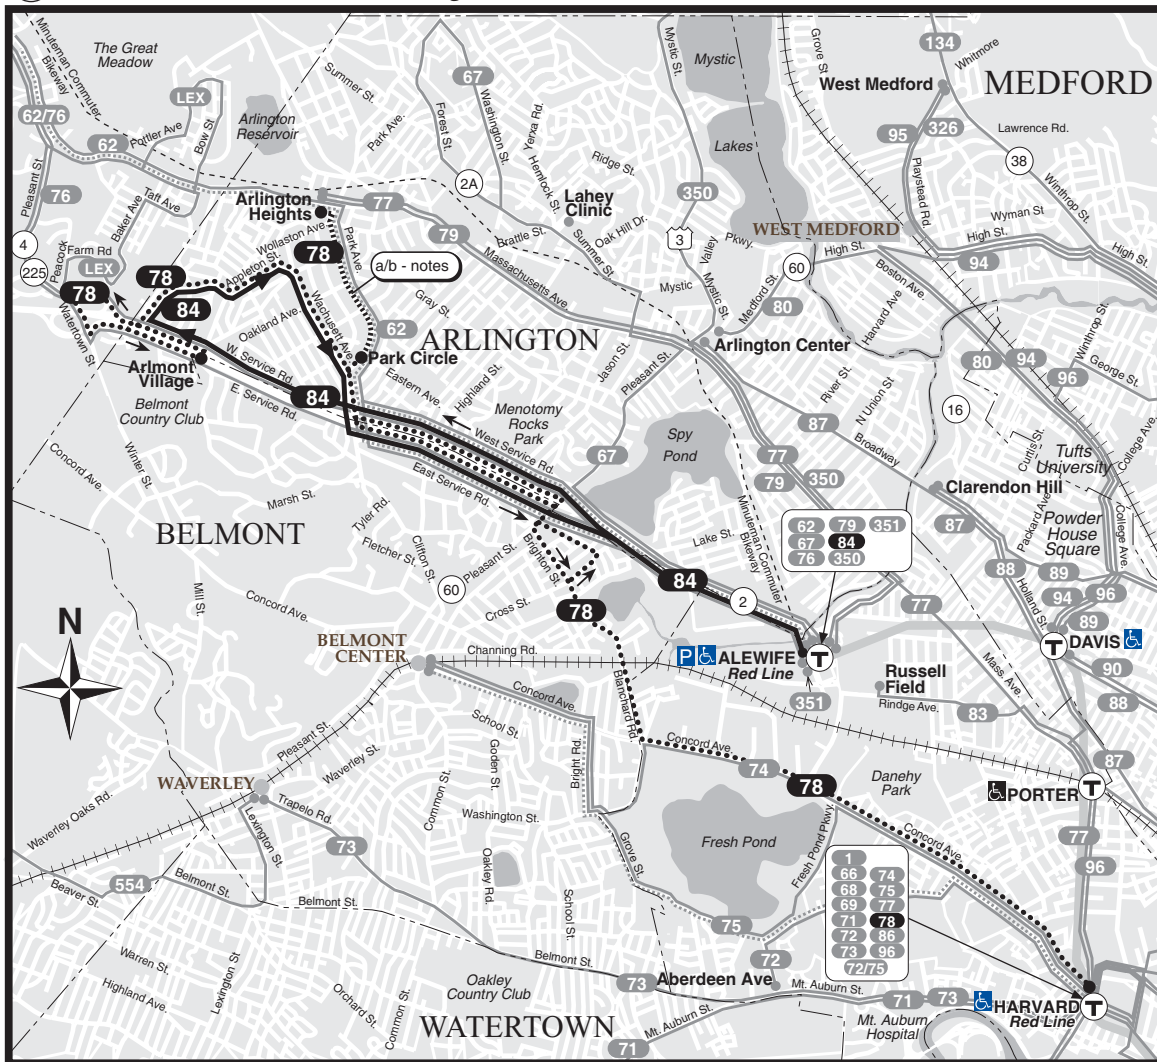 The Great
Meadow
Minuteman Commuter
Bikeway
LEX
Pottler Ave
Bow St.
62/76
62
Arlington
Reservoir
Summer St.
Park Ave.
67
Washington St.
Forest St.
2A
Yerxa Rd.
Hemlock St.
Ridge St.
Mystic St.
Mystic
Lakes
Grove St.
134
Whitmore
West Medford
MEDFORD
95
326
Lawrence Rd.
38
Winthrop St.
Playstead Rd.
Wyman St
High St.
High St.
94
Pleasant St
76
4
225
Taft Ave
Baker Ave
Farm Rd
Peacock
LEX
Arlington
Heights
77
79
Brattle St.
Lahey
Clinic
Summer St.
Oak Hill Dr.
350
3
Valley
Pkwy.
WEST MEDFORD
High St.
60
Boston Ave.
Massachusetts Ave
Wollaston Ave
Appleton St.
78
Park Ave.
a/b - notes
78
78
84
Watertown St.
Oakland Ave.
Wachusett Ave
Gray St.
62
ARLINGTON
Park Circle
Mystic
Mystic St.
Medford St.
80
Harvard Ave.
Arlington Center
Arlmont
Village
W. Service Rd.
E. Service Rd.
84
Belmont
Country Club
Eastern Ave.
Highland St.
Jason St.
Pleasant St.
Menotomy
Rocks
Park
West Service Rd.
East Service Rd.
67
Spy
Pond
River St.
N Union St.
80
94
96
Winthrop St.
George St.
16
87
Broadway
Curtis St.
College Ave.
Tufts
University
77
79
350
Clarendon Hill
87
Packard Ave
Powder
House
Square
College Ave.
88
89
94
96
Holland St.
89
Concord Ave.
Winter St.
Marsh St.
Tyler Rd.
Fletcher St.
Clifton St.
Pleasant St.
60
BELMONT
Mill St.
Concord Ave.
Cross St.
Brighton St.
78
Lake St.
Minuteman Commuter
Bikeway
62 79 351
67 84
76 350
84
2
77
DAVIS
90
88
N
BELMONT
CENTER
Channing Rd.
P
ALEWIFE
Red Line
T
351
Russell
Field
Rindge Ave.
83
Mass. Ave.
T
87
Concord Ave.
School St.
Blanchard Rd.
Bright Rd.
Concord Ave.
74
78
Danehy
Park
PORTER
T
77
96
Pleasant St.
WAVERLEY
Waverley St.
Waverley Oaks Rd.
Trapelo Rd.
Lexington St.
Common St.
Goden St.
Washington St.
Oakley Rd.
School St.
73
Grove St.
Fresh Pond
Fresh Pond Pkwy.
Concord Ave.
1
66 74
68 75
69 77
71 78
72 86
73 96
72/75
75
72
Beaver St.
554
Belmont St.
Belmont St.
Belmont St.
Warren St.
Highland Ave.
Lexington St.
Orchard St.
Common St.
Oakley
Country Club
WATERTOWN
73
Aberdeen Ave
Mt. Auburn St.
71
Mt. Auburn St.
71
73
Mt. Auburn
Hospital
HARVARD
Red Line
T